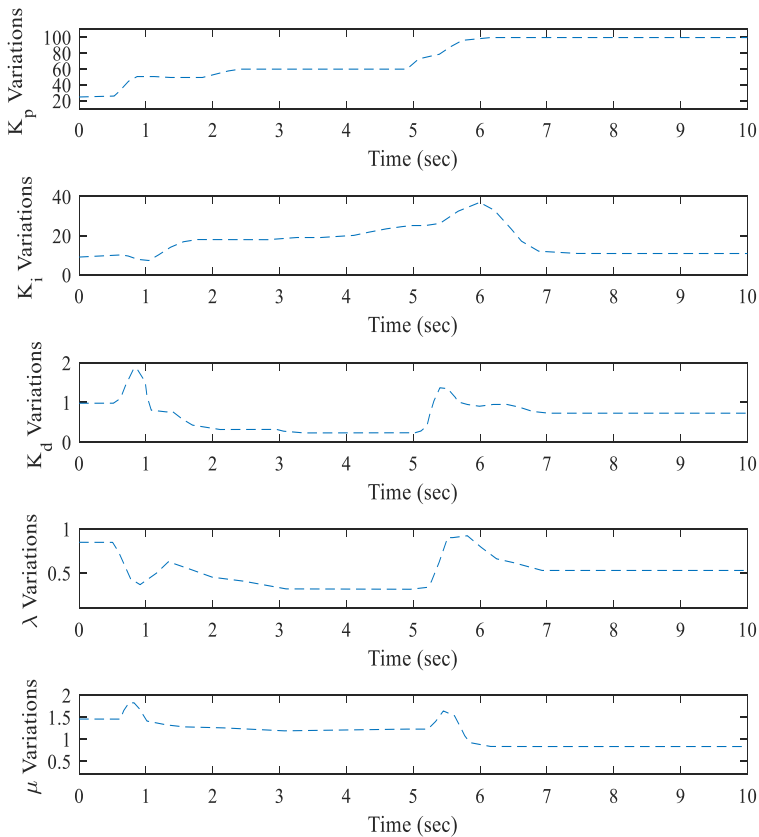 K_p Variations
100
80
60
40
20
0 1 2 3 4 5 6 7 8 9 10
Time (sec)
K_i Variations
40
20
0
0 1 2 3 4 5 6 7 8 9 10
Time (sec)
K_d Variations
2
1
0
0 1 2 3 4 5 6 7 8 9 10
Time (sec)
λ Variations
1
0.5
0 1 2 3 4 5 6 7 8 9 10
Time (sec)
μ Variations
2
1.5
1
0.5
0 1 2 3 4 5 6 7 8 9 10
Time (sec)